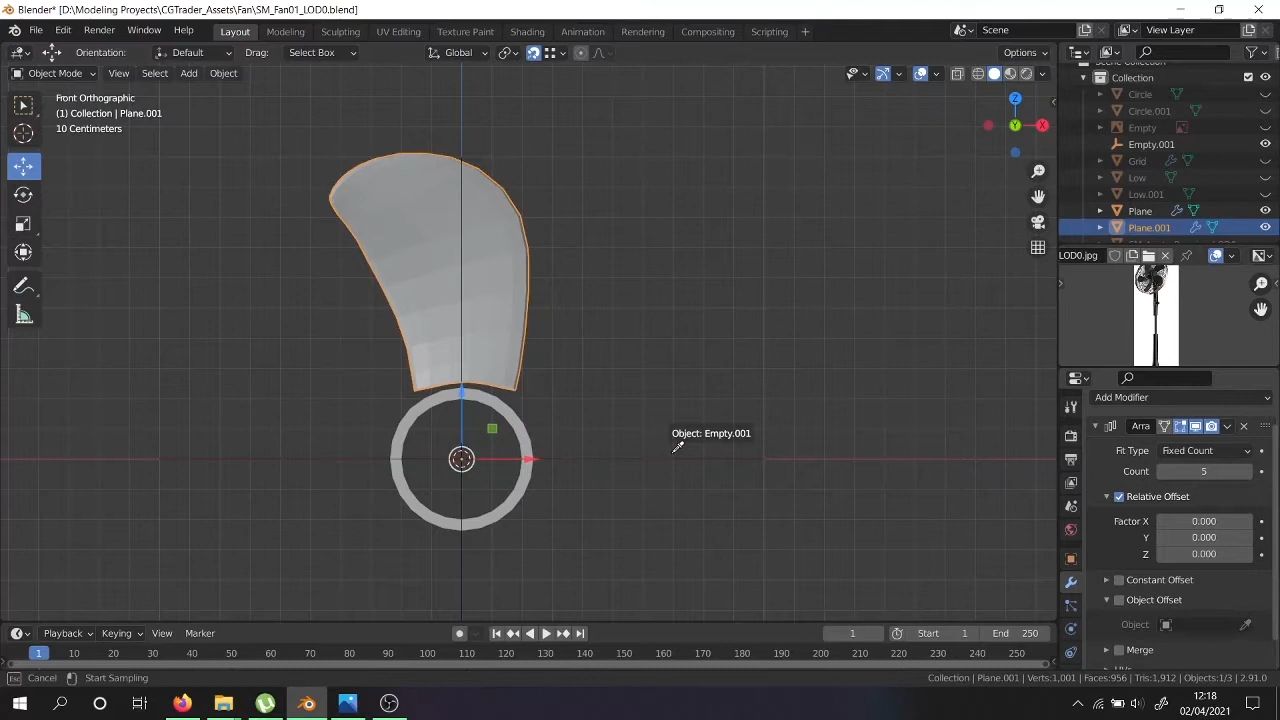 Blender* [D:\Modeling Projects\CGTrader_Assets\Fan\SM_Fan01_LOD0.blend]
File Edit Render Window Help Layout Modeling Sculpting UV Editing Texture Paint Shading Animation Rendering Compositing Scripting + Scene View Layer
Orientation: Default Drag: Select Box Global Options
Object Mode View Select Add Object
Front Orthographic
(1) Collection | Plane.001
10 Centimeters
Z
Y X
Object: Empty.001
Scene Collection
Collection
Circle
Circle.001
Empty
Empty.001
Grid
Low
Low.001
Plane
Plane.001
LOD0.jpg
Add Modifier
Arra
Fit Type Fixed Count
Count 5
Relative Offset
Factor X 0.000
Y 0.000
Z 0.000
Constant Offset
Object Offset
Object
Merge
UVs
Playback Keying View Marker 1 Start 1 End 250
1 10 20 30 40 50 60 70 80 90 100 110 120 130 140 150 160 170 180 190 200 210 220 230 240 250
Esc Cancel Start Sampling Collection | Plane.001 | Verts:1,001 | Faces:956 | Tris:1,912 | Objects:1/3 | 2.91.0
12:18
02/04/2021